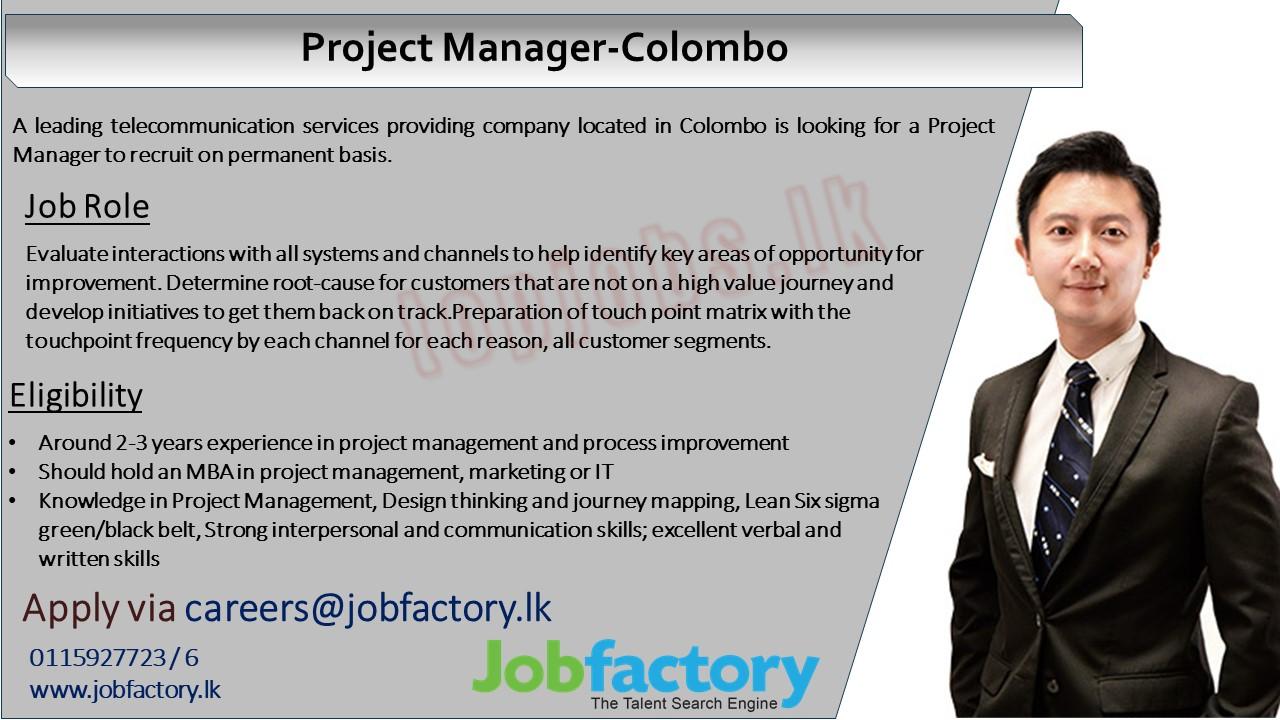 Project Manager-Colombo
A leading telecommunication services providing company located in Colombo is looking for a Project
Manager to recruit on permanent basis.
Job Role
Evaluate interactions with all systems and channels to help identify key areas of opportunity for
improvement. Determine root-cause for customers that are not on a high value journey and
develop initiatives to get them back on track.Preparation of touch point matrix with the
touchpoint frequency by each channel for each reason, all customer segments.
topjobs.lk
Eligibility
• Around 2-3 years experience in project management and process improvement
• Should hold an MBA in project management, marketing or IT
• Knowledge in Project Management, Design thinking and journey mapping, Lean Six sigma
green/black belt, Strong interpersonal and communication skills; excellent verbal and
written skills
Apply via careers@jobfactory.lk
0115927723 / 6
www.jobfactory.lk
Jobfactory
The Talent Search Engine